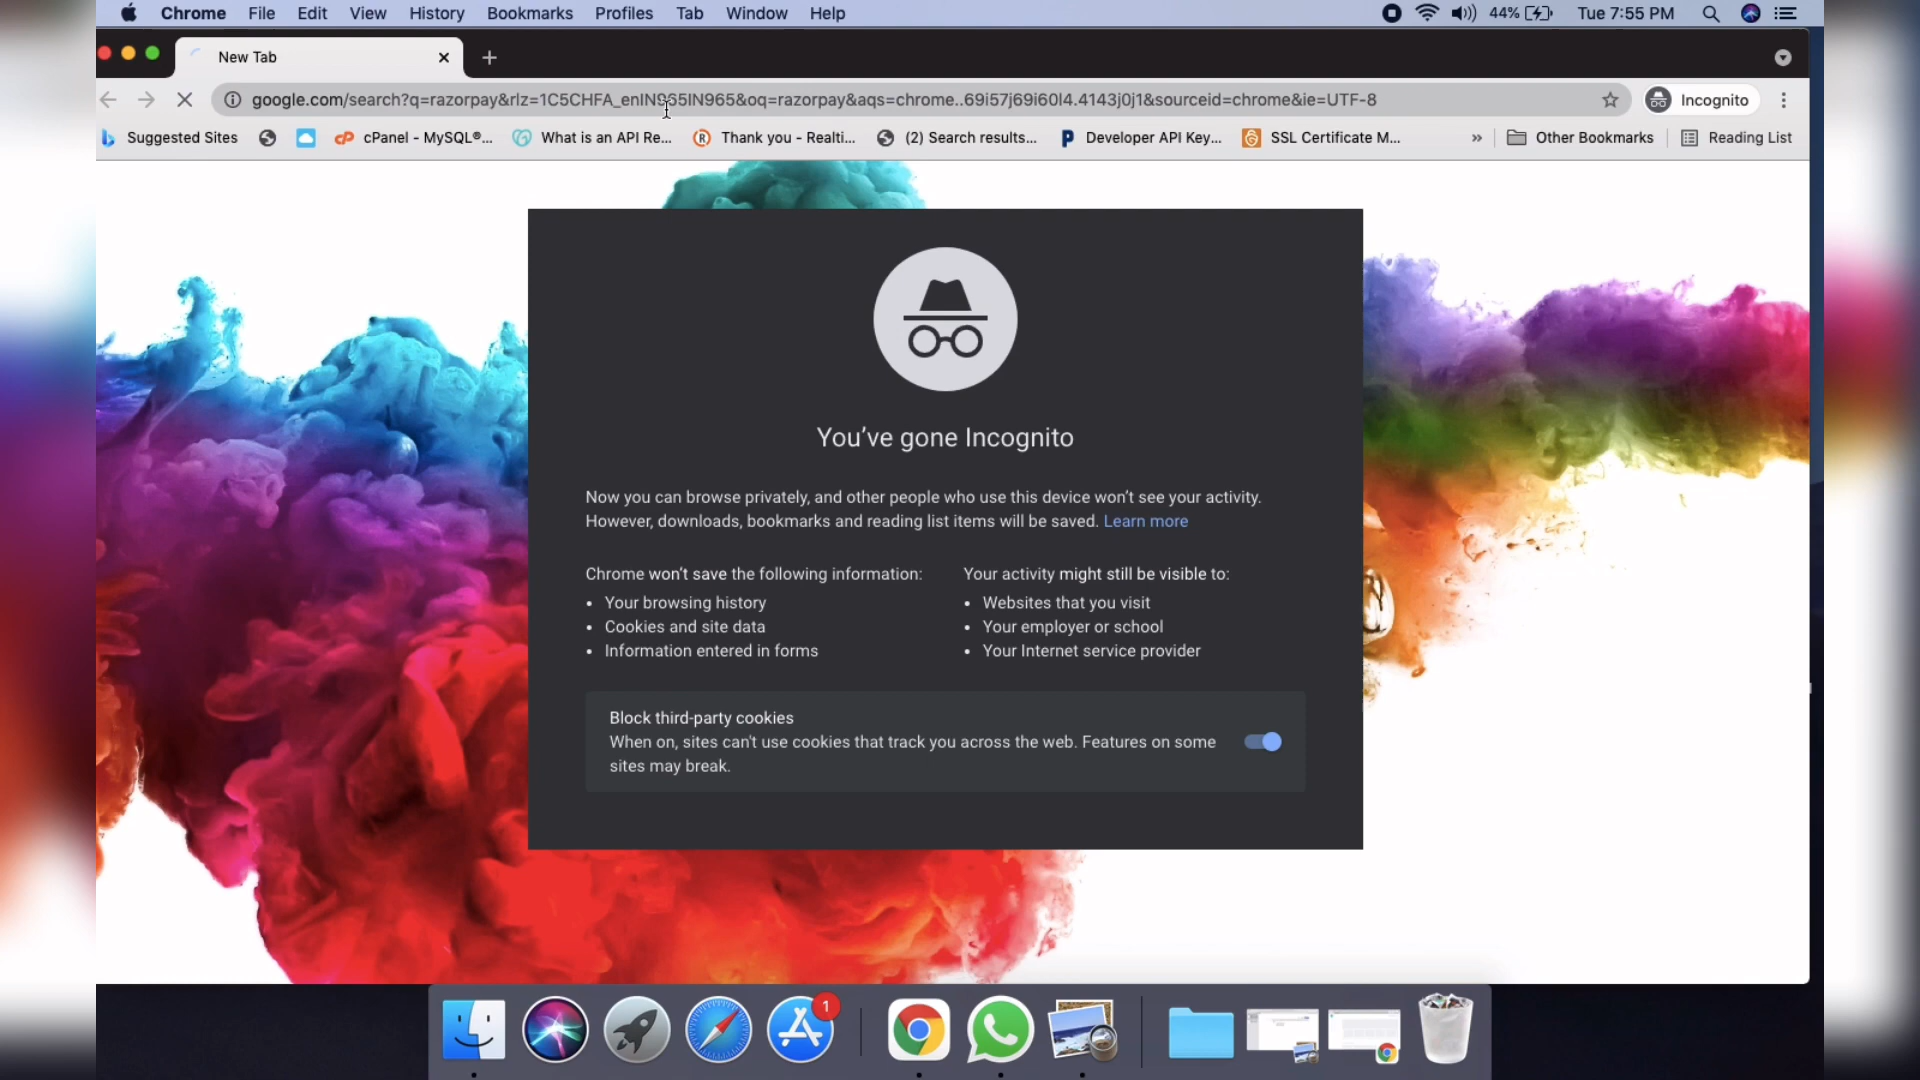 Chrome File Edit View History Bookmarks Profiles Tab Window Help 44% Tue 7:55 PM
New Tab
google.com/search?q=razorpay&rlz=1C5CHFA_enIN965IN965&oq=razorpay&aqs=chrome..69i57j69i60l4.4143j0j1&sourceid=chrome&ie=UTF-8 Incognito
Suggested Sites cPanel - MySQL®... What is an API Re... Thank you - Realti... (2) Search results... Developer API Key... SSL Certificate M... » Other Bookmarks Reading List
You've gone Incognito
Now you can browse privately, and other people who use this device won't see your activity.
However, downloads, bookmarks and reading list items will be saved. Learn more
Chrome won't save the following information:
• Your browsing history
• Cookies and site data
• Information entered in forms
Your activity might still be visible to:
• Websites that you visit
• Your employer or school
• Your Internet service provider
Block third-party cookies
When on, sites can't use cookies that track you across the web. Features on some
sites may break.
1